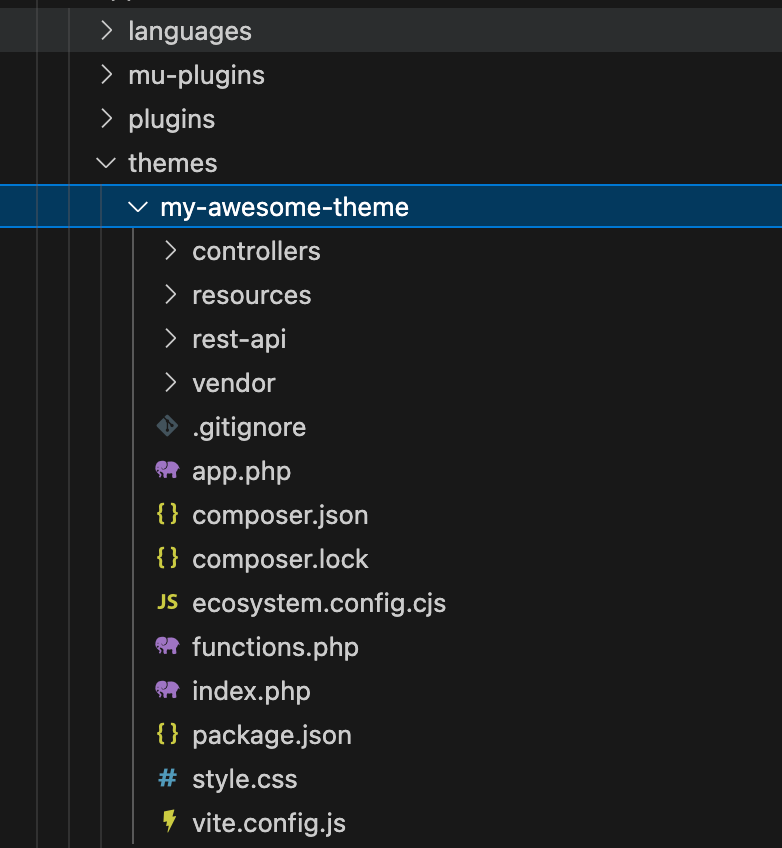 languages
mu-plugins
plugins
themes
my-awesome-theme
controllers
resources
rest-api
vendor
.gitignore
app.php
{} composer.json
{} composer.lock
JS ecosystem.config.cjs
functions.php
index.php
{} package.json
# style.css
vite.config.js